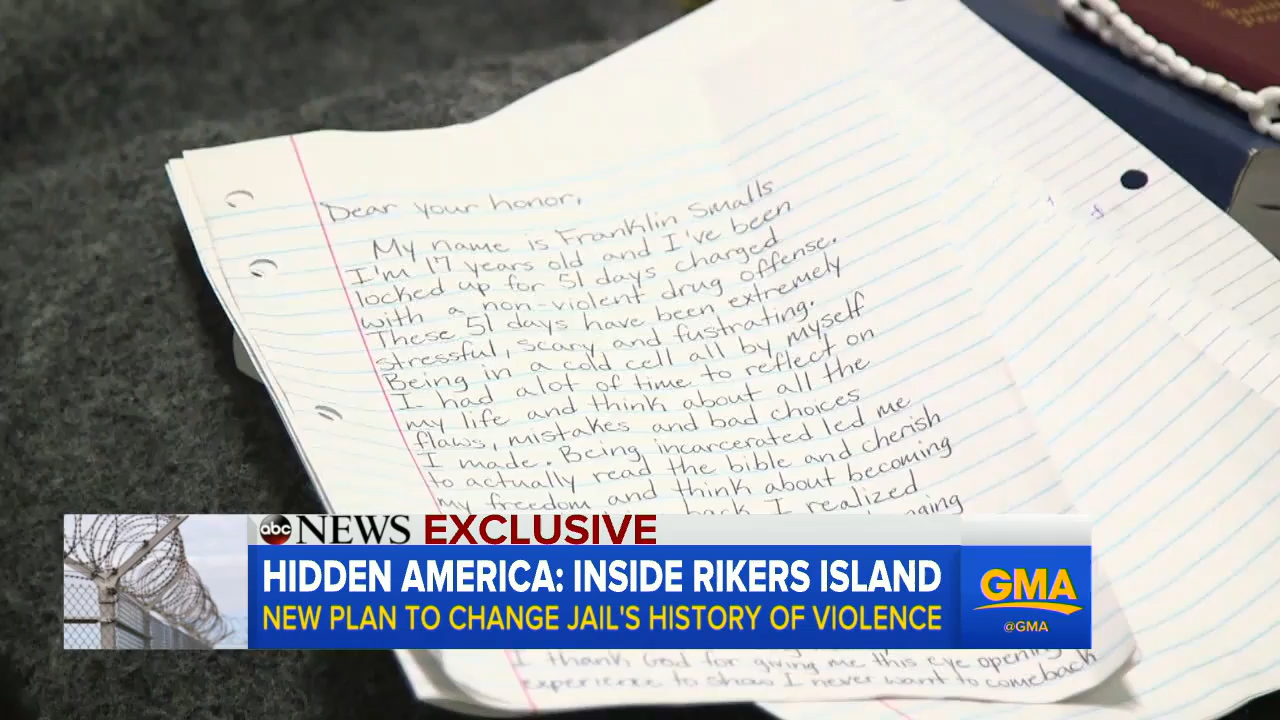 Dear your honor,
My name is Franklin Smalls
I'm 17 years old and I've been
locked up for 51 days charged
with a non-violent drug offense.
These 51 days have been extremely
stressful, scary and fustrating.
Being in a cold cell all by myself
I had alot of time to reflect on
my life and think about all the
flaws, mistakes and bad choices
I made. Being incarcerated led me
to actually read the bible and cherish
my freedom and think about becoming
back I realized
abc NEWS EXCLUSIVE
HIDDEN AMERICA: INSIDE RIKERS ISLAND
NEW PLAN TO CHANGE JAIL'S HISTORY OF VIOLENCE
GMA
@GMA
I thank God for giving me this eye opening
experience to show I never want to comeback